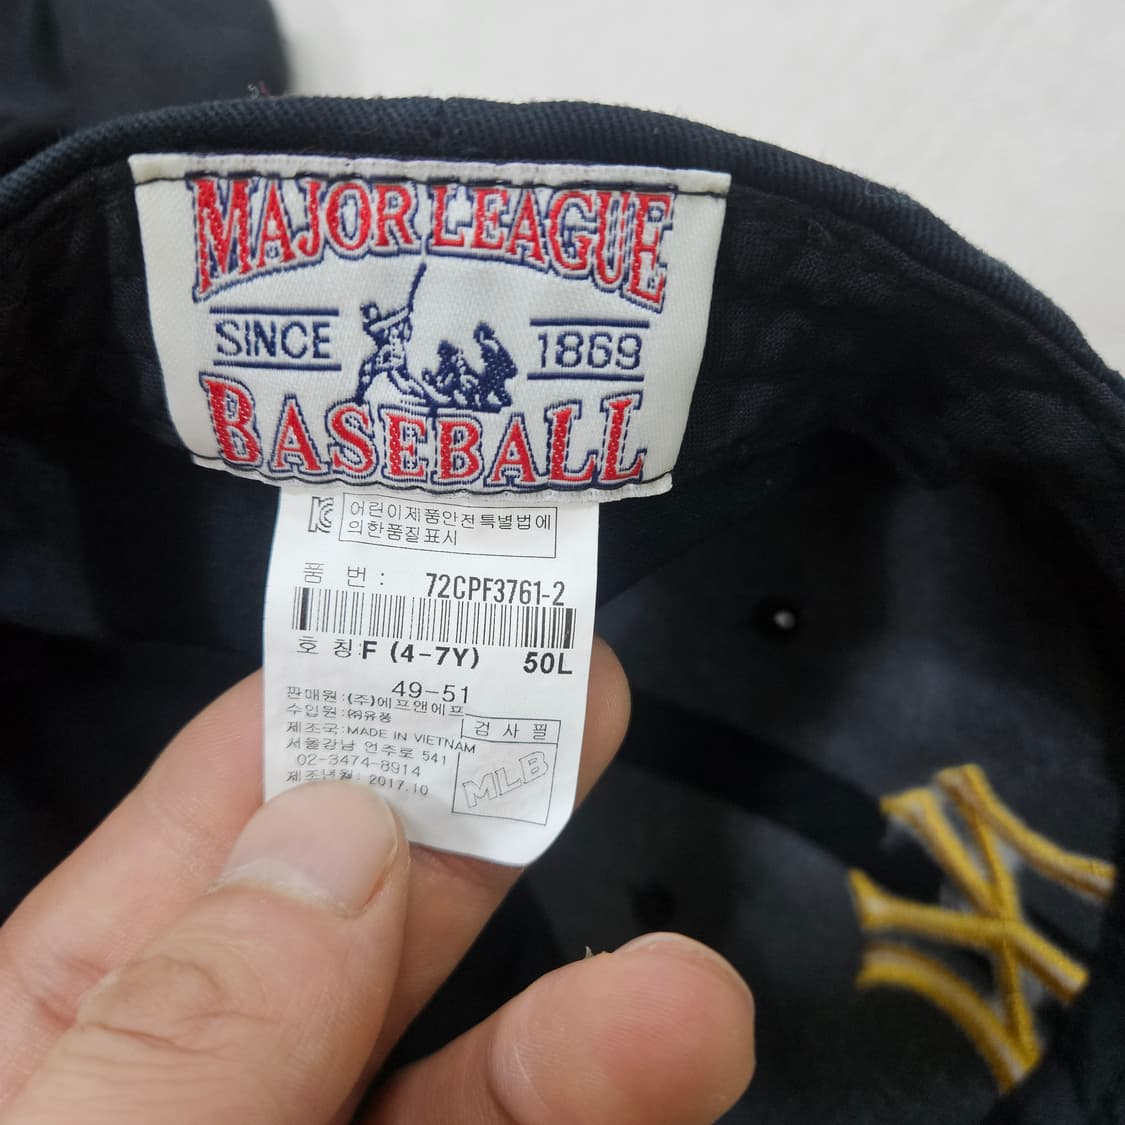 MAJOR LEAGUE
SINCE 1869
BASEBALL
어린이제품안전특별법에
의한품질표시
품 번 : 72CPF3761-2
호 칭:F (4-7Y) 50L
49-51
판매원:(주)에프앤에프
수입원:㈜유풍
제조국:MADE IN VIETNAM
서울강남 언주로 541
02-3474-8914
제조년월: 2017.10
검 사 필
MLB
NY